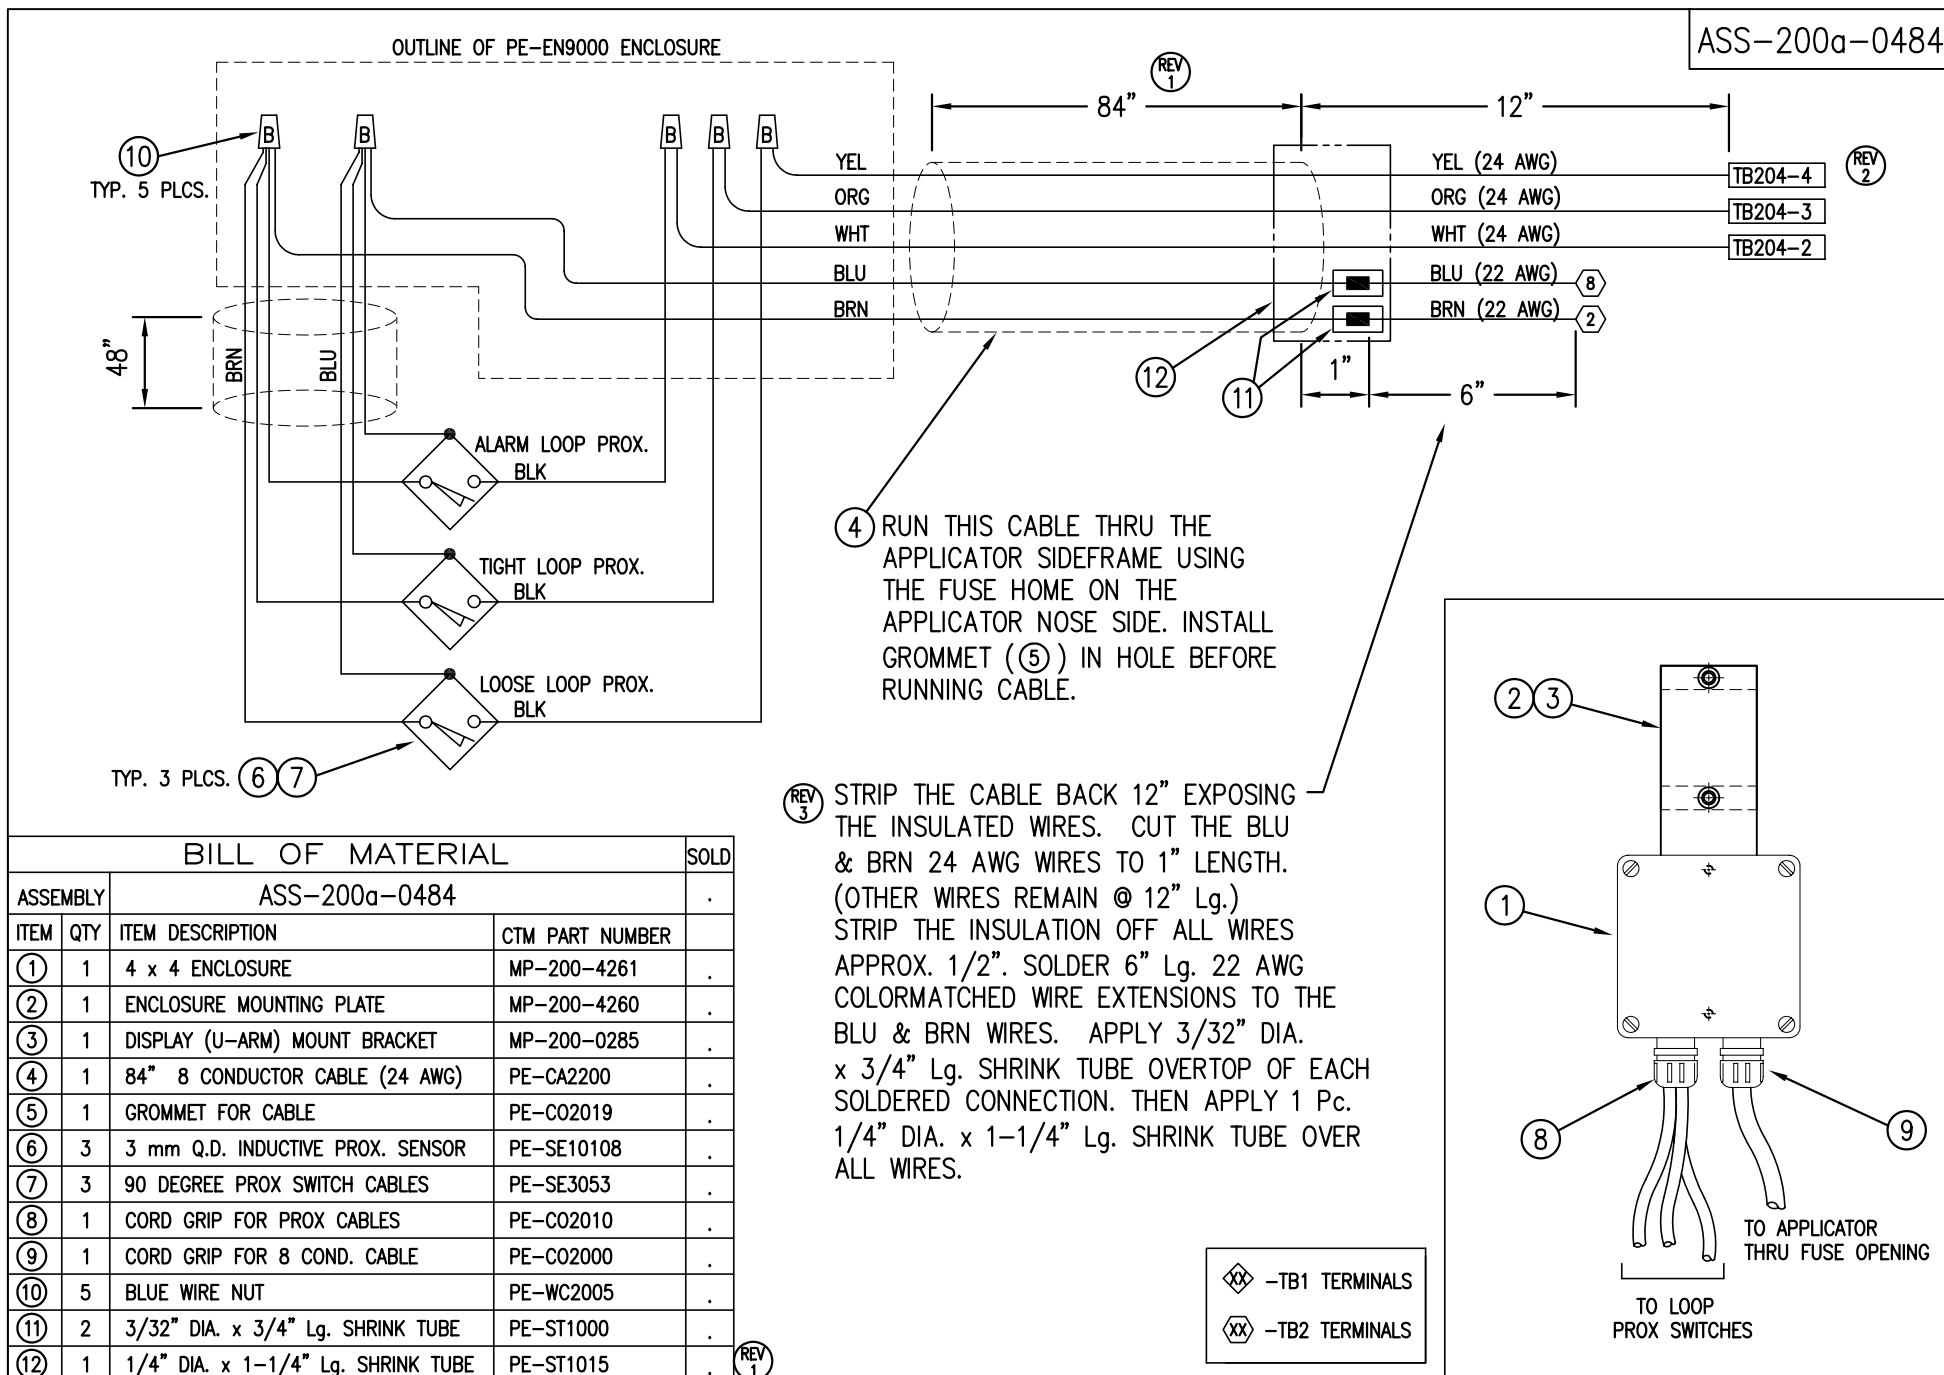 ASS-200a-0484
OUTLINE OF PE-EN9000 ENCLOSURE
REV 1
84"
12"
B
B
B
B
B
10
TYP. 5 PLCS.
YEL
YEL (24 AWG)
TB204-4
REV 2
ORG
ORG (24 AWG)
TB204-3
WHT
WHT (24 AWG)
TB204-2
BLU
BLU (22 AWG)
8
BRN
BRN (22 AWG)
2
48"
BRN
BLU
12
11
1"
6"
ALARM LOOP PROX.
BLK
TIGHT LOOP PROX.
BLK
LOOSE LOOP PROX.
BLK
TYP. 3 PLCS. 6 7
4 RUN THIS CABLE THRU THE
APPLICATOR SIDEFRAME USING
THE FUSE HOME ON THE
APPLICATOR NOSE SIDE. INSTALL
GROMMET (5) IN HOLE BEFORE
RUNNING CABLE.
REV 3
STRIP THE CABLE BACK 12" EXPOSING
THE INSULATED WIRES. CUT THE BLU
& BRN 24 AWG WIRES TO 1" LENGTH.
(OTHER WIRES REMAIN @ 12" Lg.)
STRIP THE INSULATION OFF ALL WIRES
APPROX. 1/2". SOLDER 6" Lg. 22 AWG
COLORMATCHED WIRE EXTENSIONS TO THE
BLU & BRN WIRES. APPLY 3/32" DIA.
x 3/4" Lg. SHRINK TUBE OVERTOP OF EACH
SOLDERED CONNECTION. THEN APPLY 1 Pc.
1/4" DIA. x 1-1/4" Lg. SHRINK TUBE OVER
ALL WIRES.
BILL OF MATERIAL SOLD
ASSEMBLY ASS-200a-0484 .
ITEM QTY ITEM DESCRIPTION CTM PART NUMBER
1 1 4 x 4 ENCLOSURE MP-200-4261 .
2 1 ENCLOSURE MOUNTING PLATE MP-200-4260 .
3 1 DISPLAY (U-ARM) MOUNT BRACKET MP-200-0285 .
4 1 84" 8 CONDUCTOR CABLE (24 AWG) PE-CA2200 .
5 1 GROMMET FOR CABLE PE-CO2019 .
6 3 3 mm Q.D. INDUCTIVE PROX. SENSOR PE-SE10108 .
7 3 90 DEGREE PROX SWITCH CABLES PE-SE3053 .
8 1 CORD GRIP FOR PROX CABLES PE-CO2010 .
9 1 CORD GRIP FOR 8 COND. CABLE PE-CO2000 .
10 5 BLUE WIRE NUT PE-WC2005 .
11 2 3/32" DIA. x 3/4" Lg. SHRINK TUBE PE-ST1000 .
12 1 1/4" DIA. x 1-1/4" Lg. SHRINK TUBE PE-ST1015 .
REV 1
XX -TB1 TERMINALS
XX -TB2 TERMINALS
2 3
1
8
9
TO APPLICATOR
THRU FUSE OPENING
TO LOOP
PROX SWITCHES